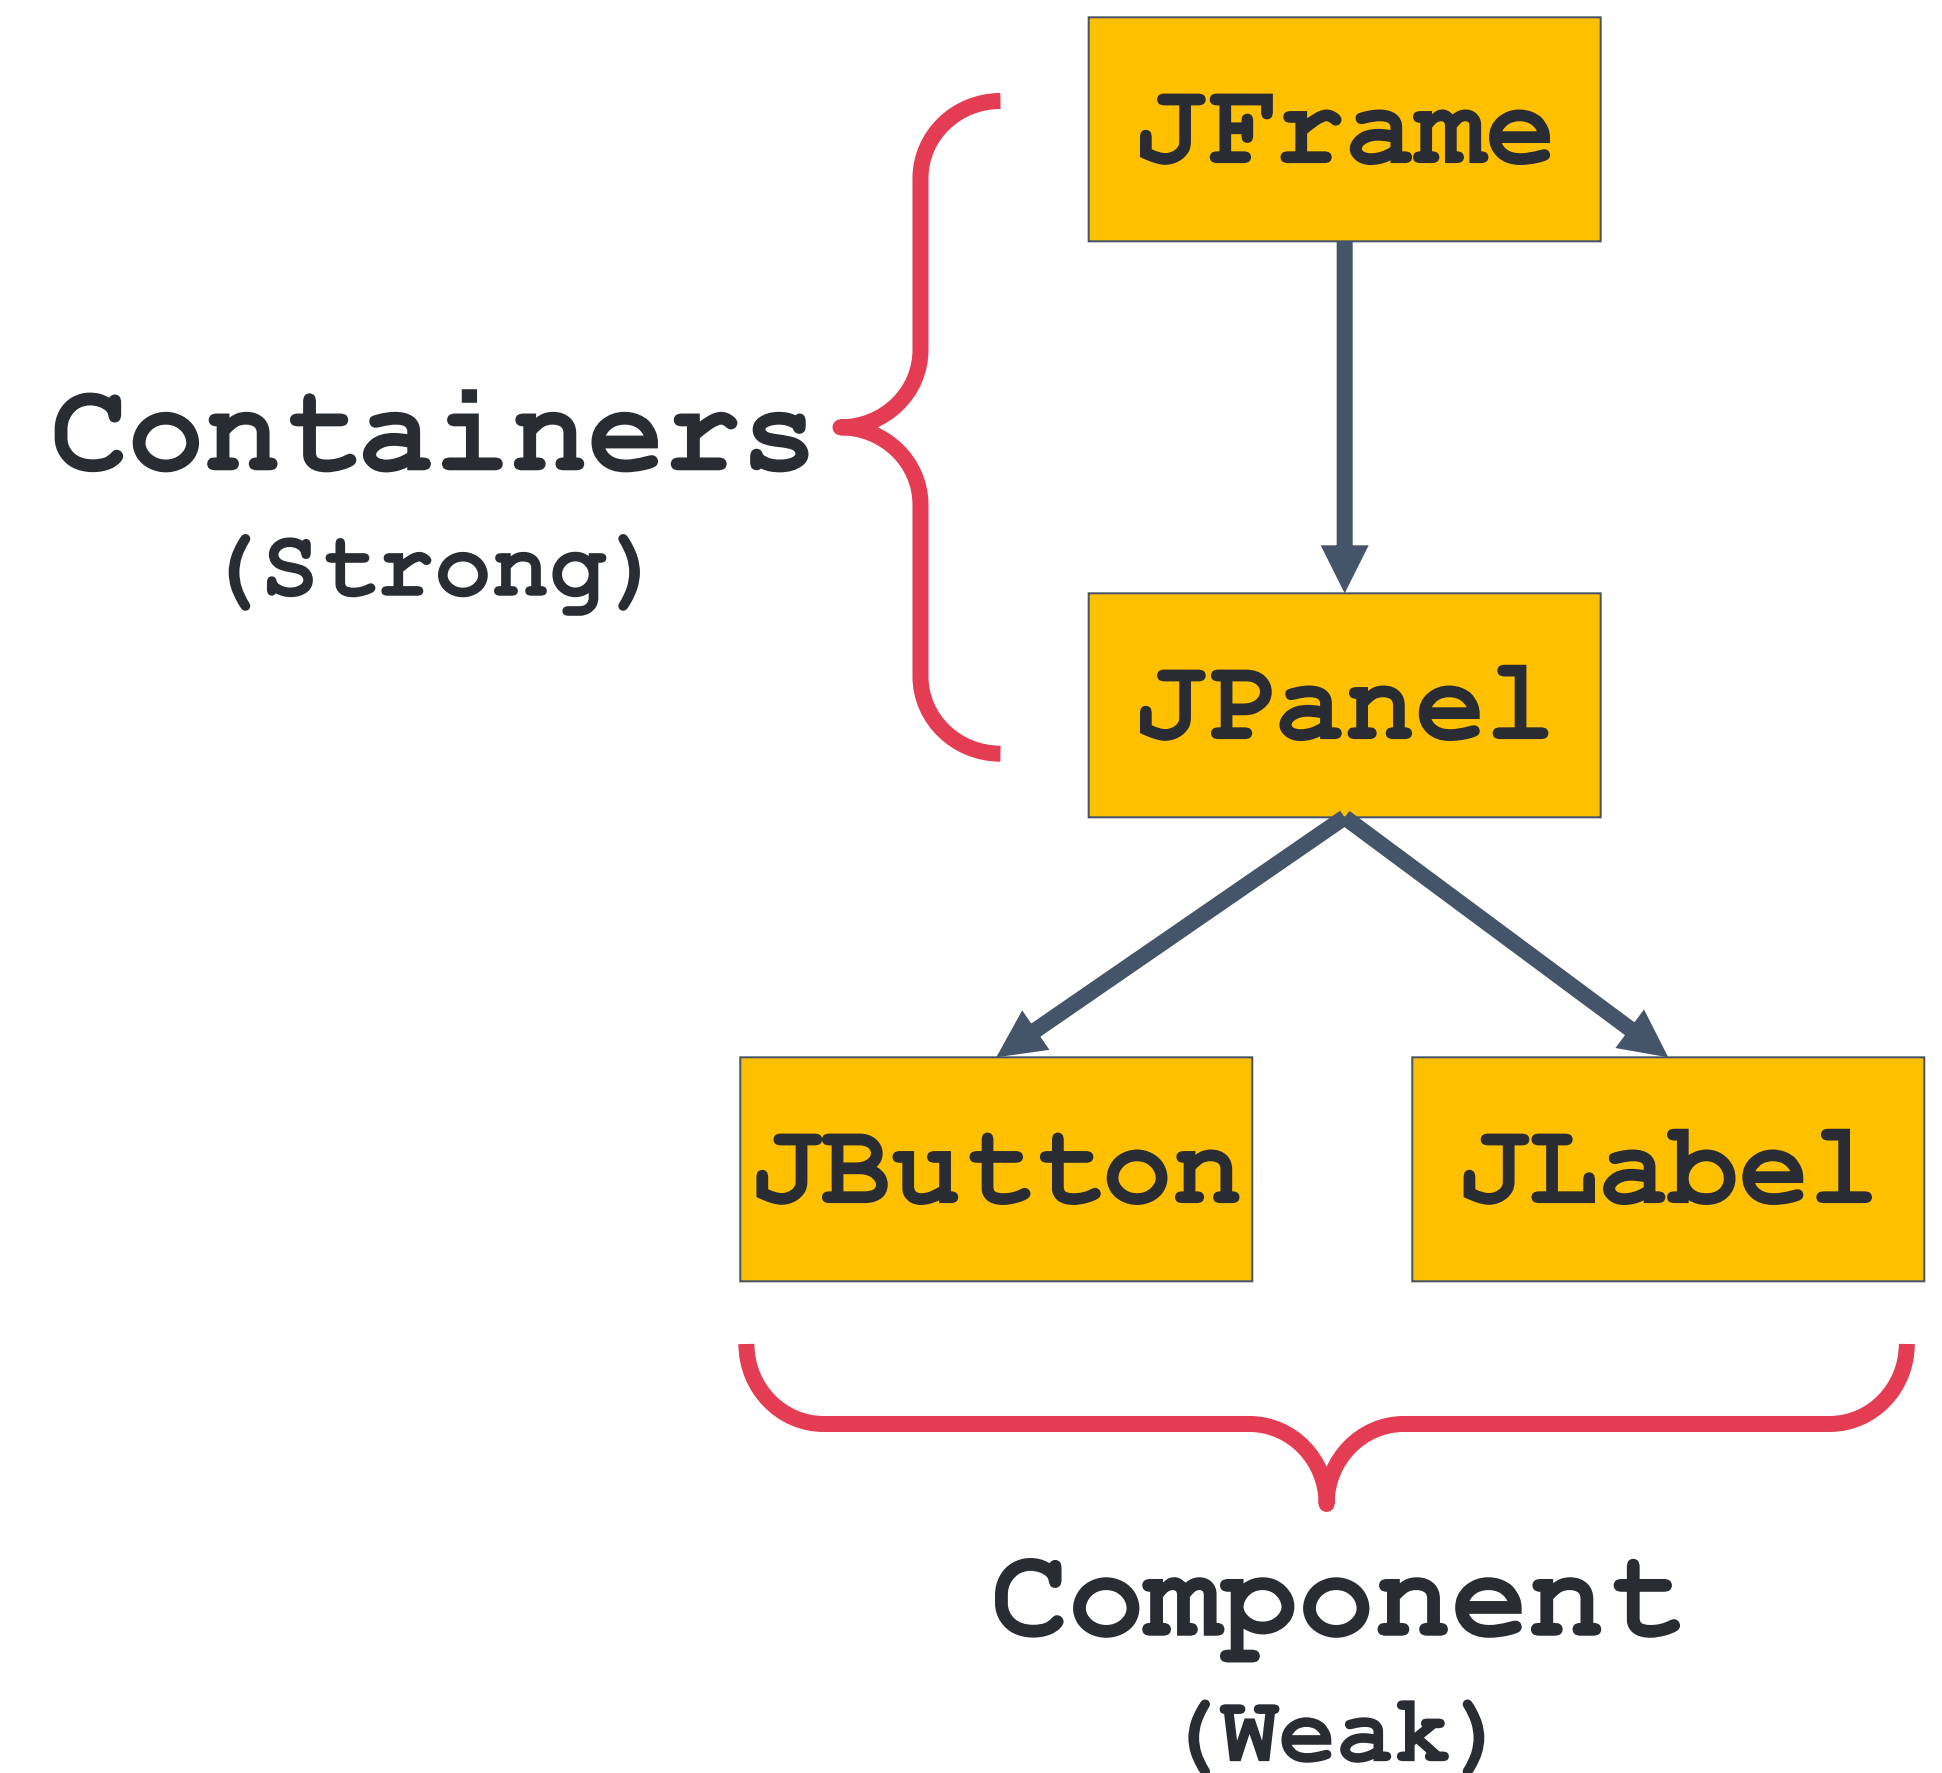 JFrame
Containers
(Strong)
JPanel
JButton
JLabel
Component
(Weak)